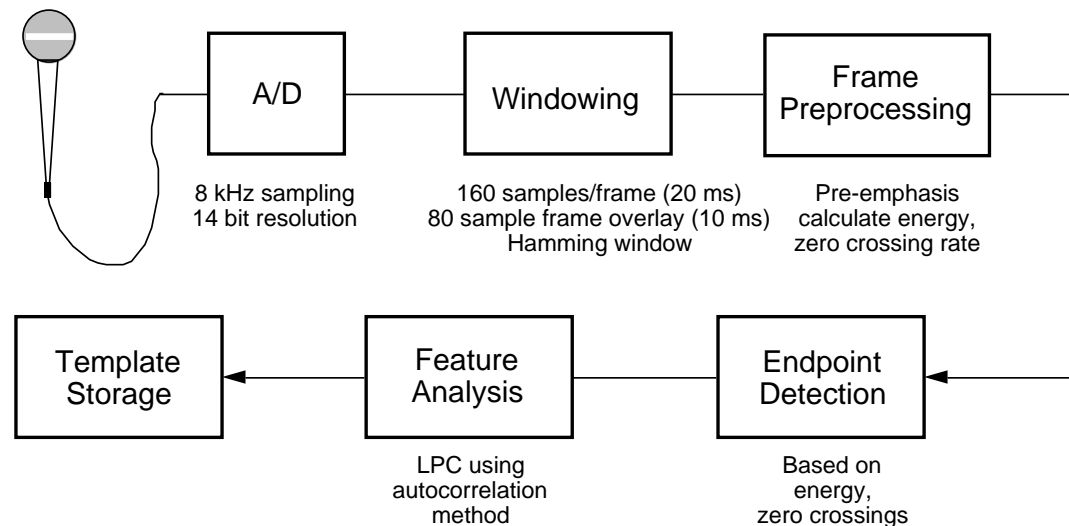 A/D
Windowing
Frame
Preprocessing
8 kHz sampling
14 bit resolution
160 samples/frame (20 ms)
80 sample frame overlay (10 ms)
Hamming window
Pre-emphasis
calculate energy,
zero crossing rate
Template
Storage
Feature
Analysis
Endpoint
Detection
LPC using
autocorrelation
method
Based on
energy,
zero crossings